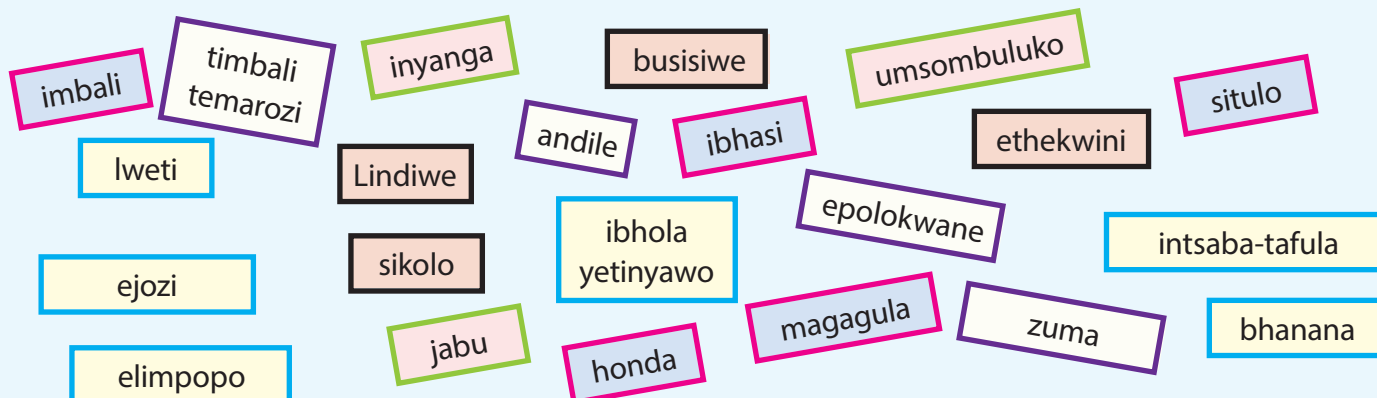 imbali
timbali
temarozi
inyanga
busisiwe
umsombuluko
situlo
lweti
Lindiwe
andile
ibhasi
ethekwini
epolokwane
ejozi
sikolo
ibhola
yetinyawo
intsaba-tafula
elimpopo
jabu
honda
magagula
zuma
bhanana